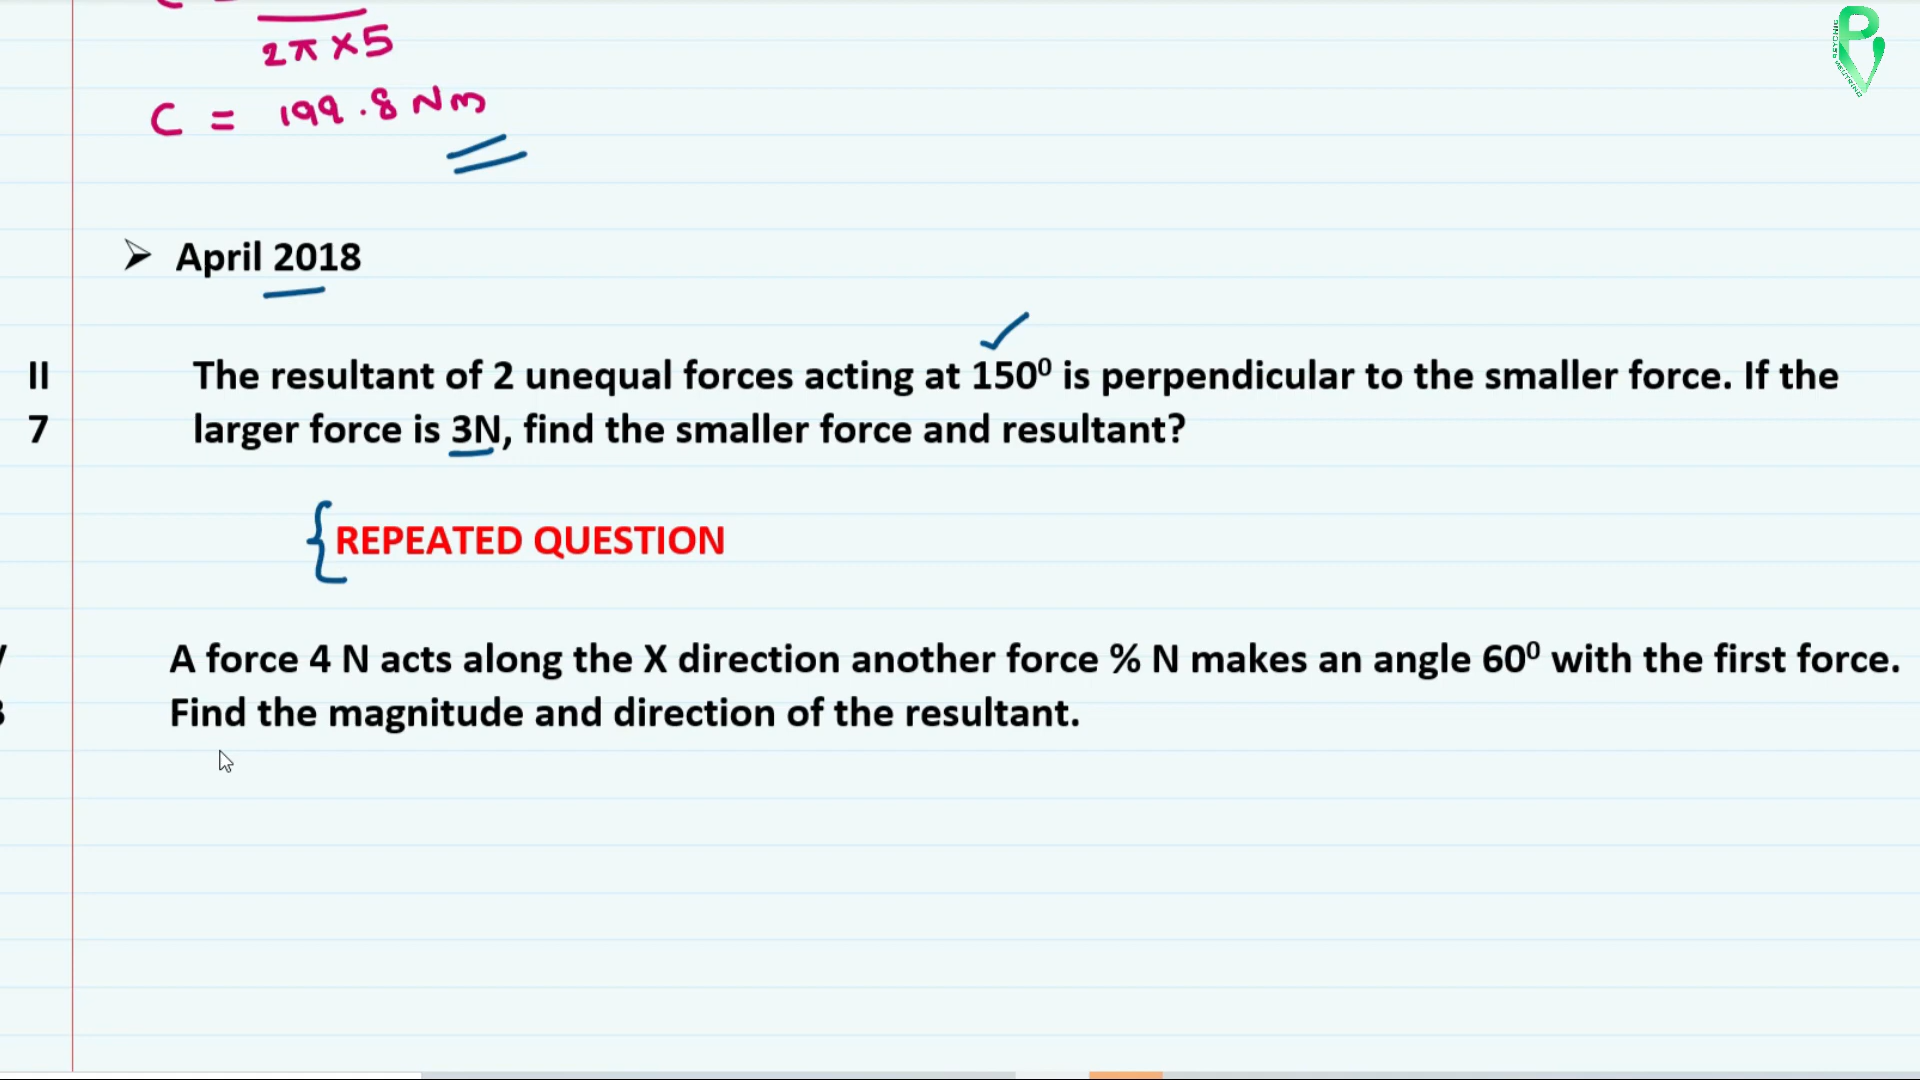 2π × 5
C = 199.8 Nm
➢ April 2018
II The resultant of 2 unequal forces acting at 150⁰ is perpendicular to the smaller force. If the
7 larger force is 3N, find the smaller force and resultant?
{ REPEATED QUESTION
A force 4 N acts along the X direction another force % N makes an angle 60⁰ with the first force.
Find the magnitude and direction of the resultant.